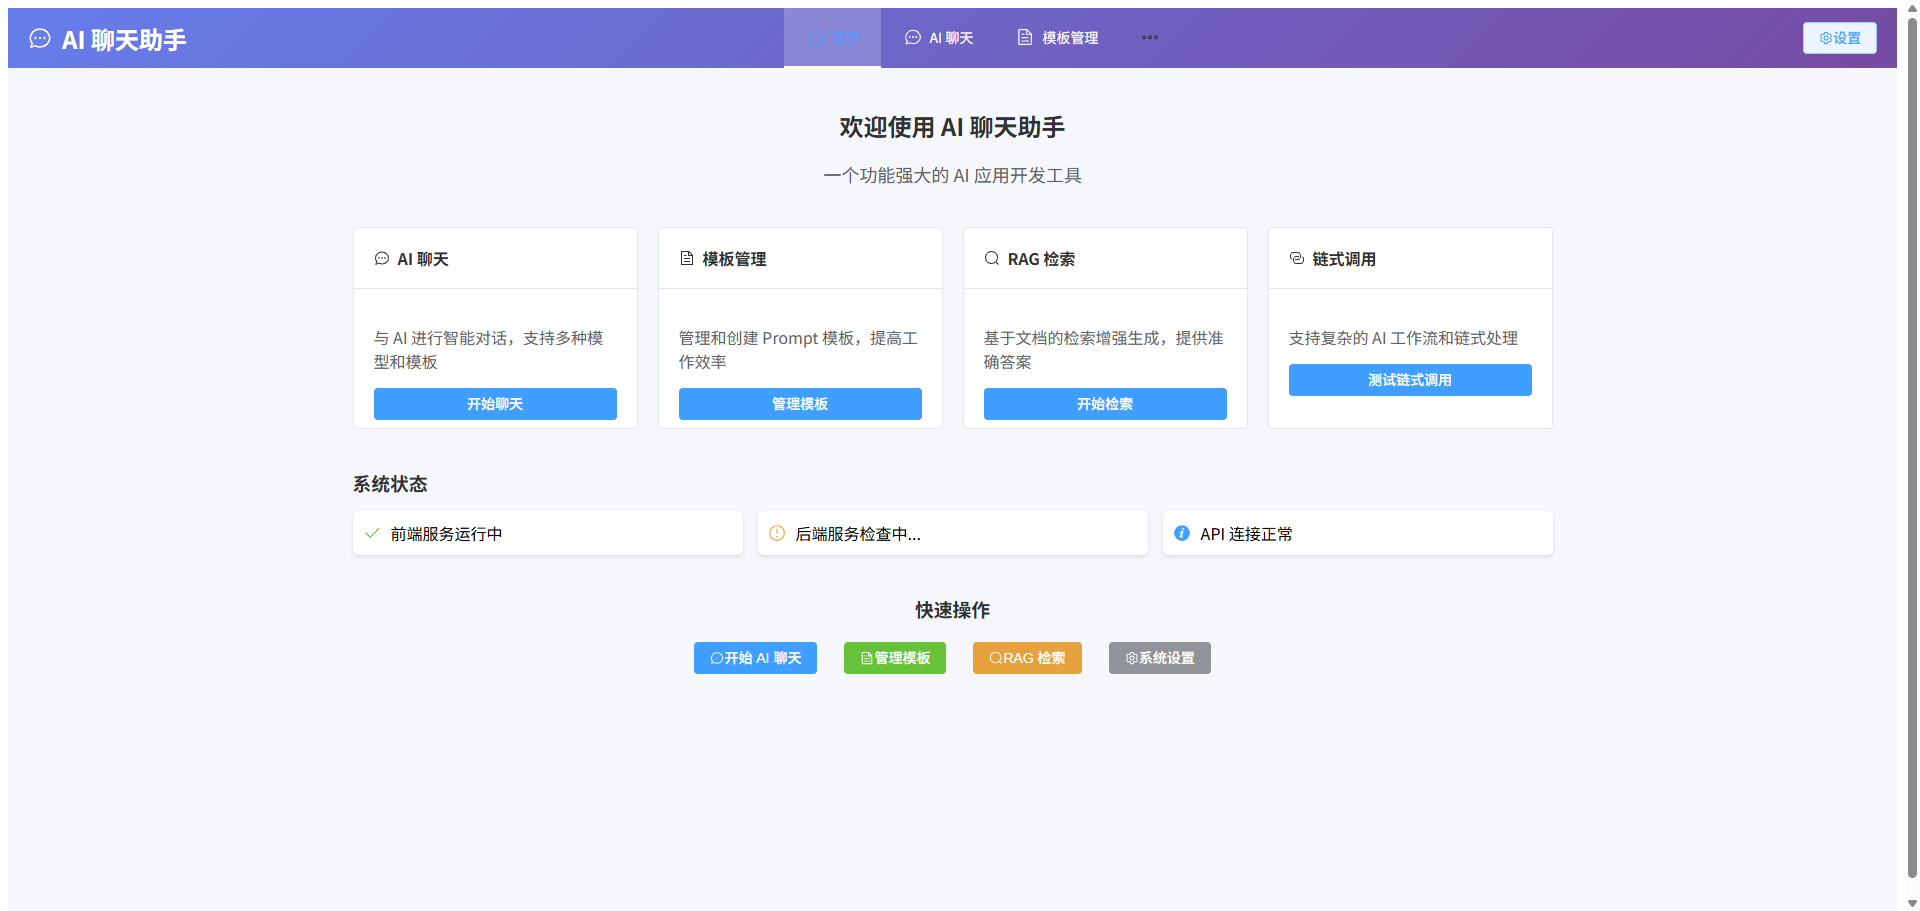 AI 聊天助手
首页
AI 聊天
模板管理
设置
欢迎使用 AI 聊天助手
一个功能强大的 AI 应用开发工具
AI 聊天
与 AI 进行智能对话，支持多种模
型和模板
开始聊天
模板管理
管理和创建 Prompt 模板，提高工
作效率
管理模板
RAG 检索
基于文档的检索增强生成，提供准
确答案
开始检索
链式调用
支持复杂的 AI 工作流和链式处理
测试链式调用
系统状态
前端服务运行中
后端服务检查中...
API 连接正常
快速操作
开始 AI 聊天
管理模板
RAG 检索
系统设置